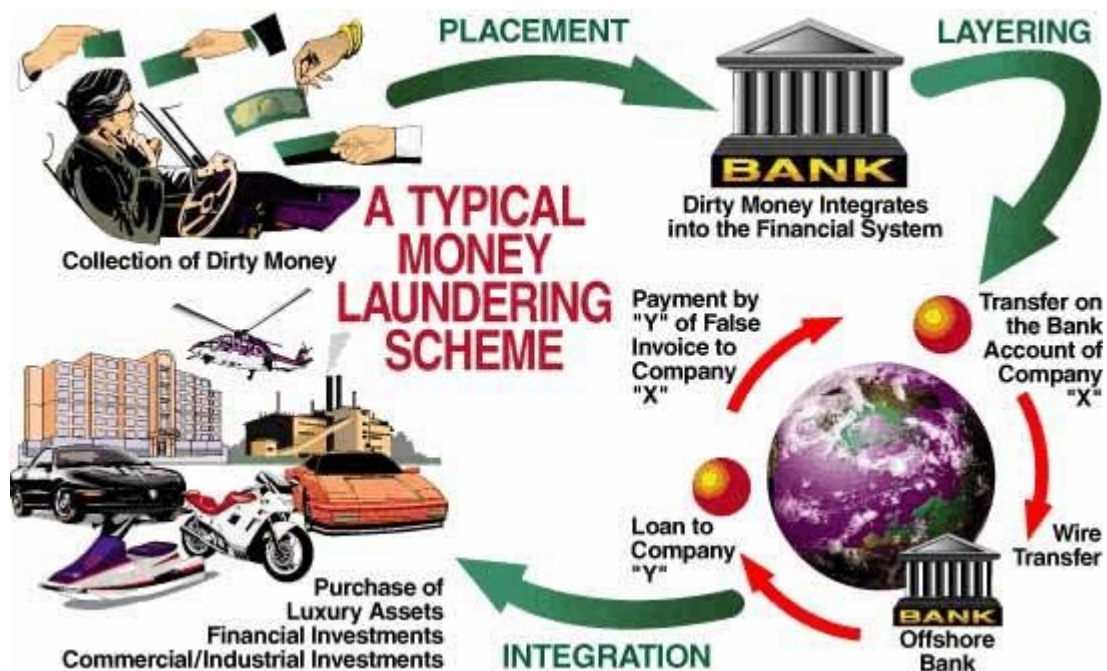 PLACEMENT
LAYERING
BANK
Dirty Money Integrates
into the Financial System
Collection of Dirty Money
A TYPICAL
MONEY
LAUNDERING
SCHEME
Payment by
"Y" of False
Invoice to
Company
"X"
Transfer on
the Bank
Account of
Company
"X"
Loan to
Company
"Y"
Wire
Transfer
BANK
Offshore
Bank
Purchase of
Luxury Assets
Financial Investments
Commercial/Industrial Investments
INTEGRATION